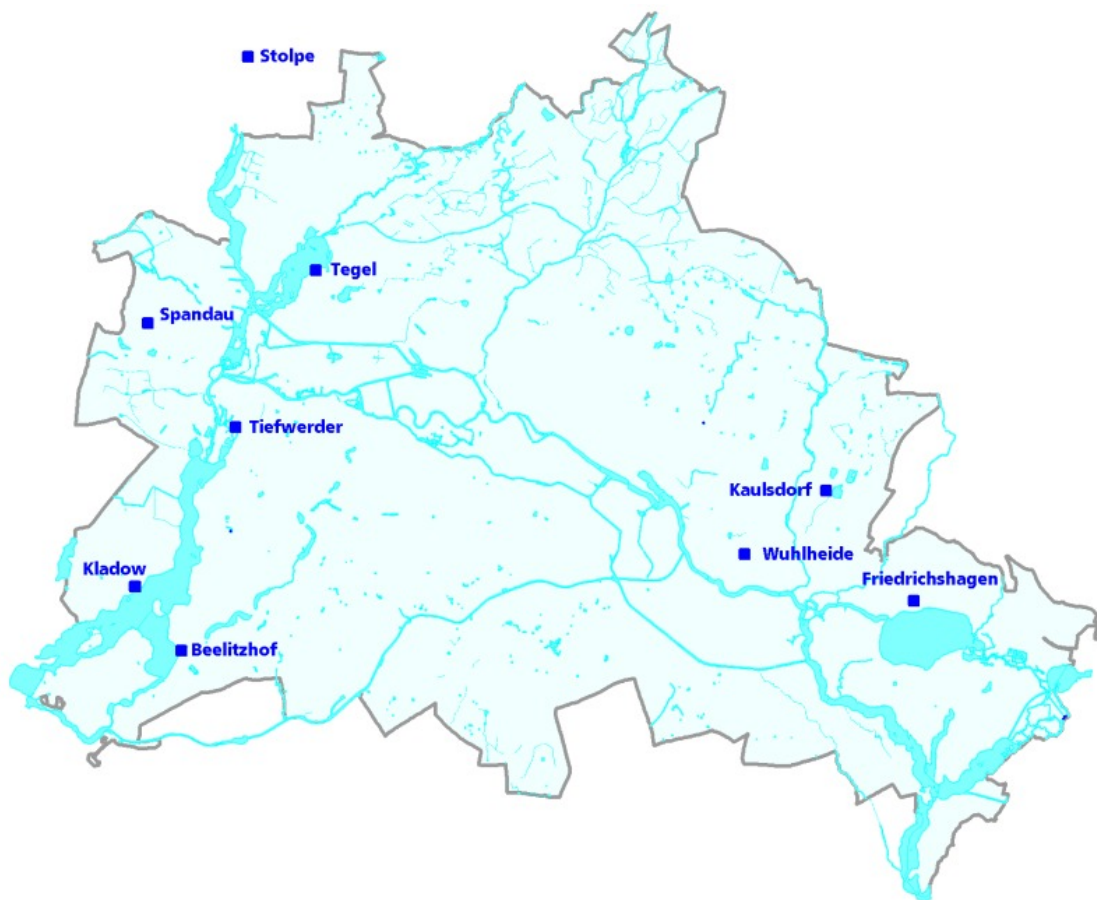 Stolpe
Tegel
Spandau
Tiefwerder
Kaulsdorf
Wuhlheide
Kladow
Friedrichshagen
Beelitzhof